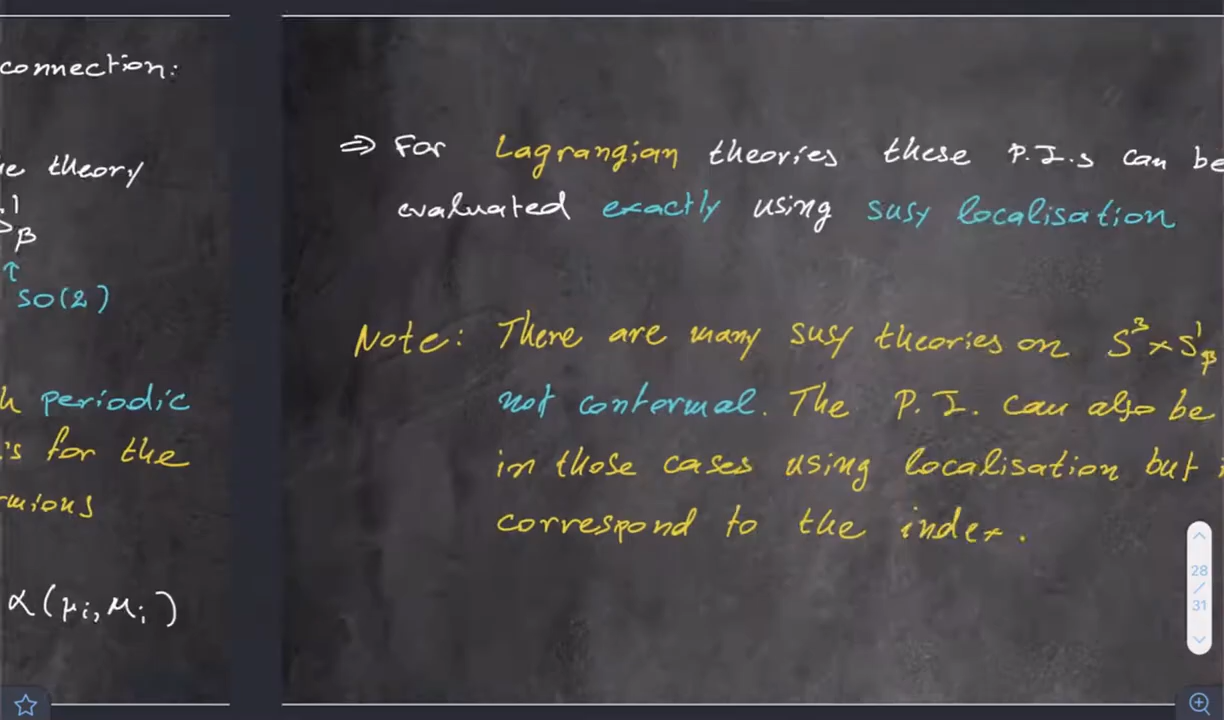 connection:
theory
SO(2)
periodic
's for the
α(μi, Mi)
⇒ For Lagrangian theories these P.I.s can be
evaluated exactly using susy localisation
Note: There are many susy theories on S³×S¹β
not conformal. The P.I. can also be
in those cases using localisation but
correspond to the index.
28
/
31